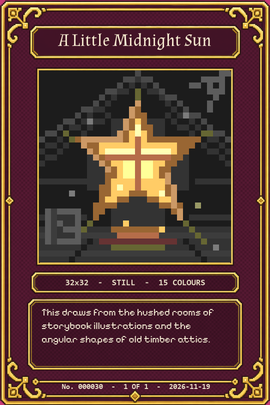 A Little Midnight Sun
32x32 - STILL - 15 COLOURS
This draws from the hushed rooms of
storybook illustrations and the
angular shapes of old timber attics.
No. 000030 - 1 OF 1 - 2026-11-19